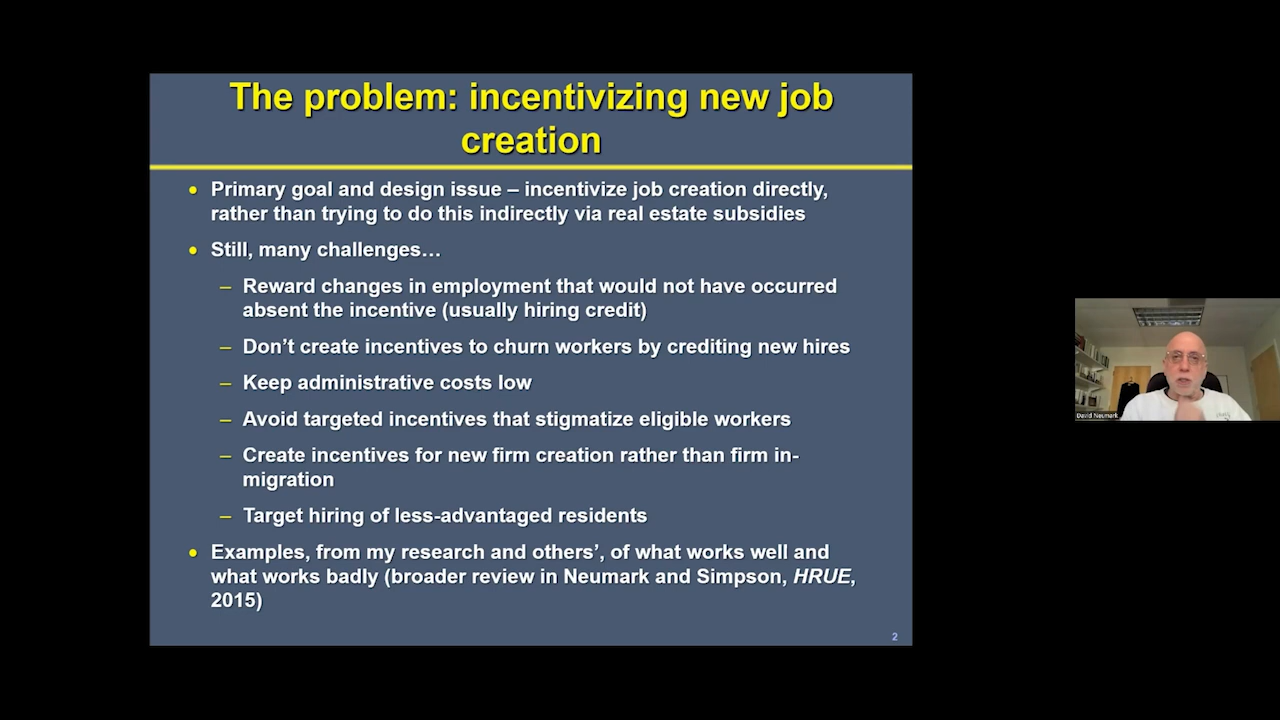 The problem: incentivizing new job
creation
• Primary goal and design issue – incentivize job creation directly,
rather than trying to do this indirectly via real estate subsidies
• Still, many challenges…
– Reward changes in employment that would not have occurred
absent the incentive (usually hiring credit)
– Don’t create incentives to churn workers by crediting new hires
– Keep administrative costs low
– Avoid targeted incentives that stigmatize eligible workers
– Create incentives for new firm creation rather than firm in-
migration
– Target hiring of less-advantaged residents
• Examples, from my research and others’, of what works well and
what works badly (broader review in Neumark and Simpson, HRUE,
2015)
2
David Neumark